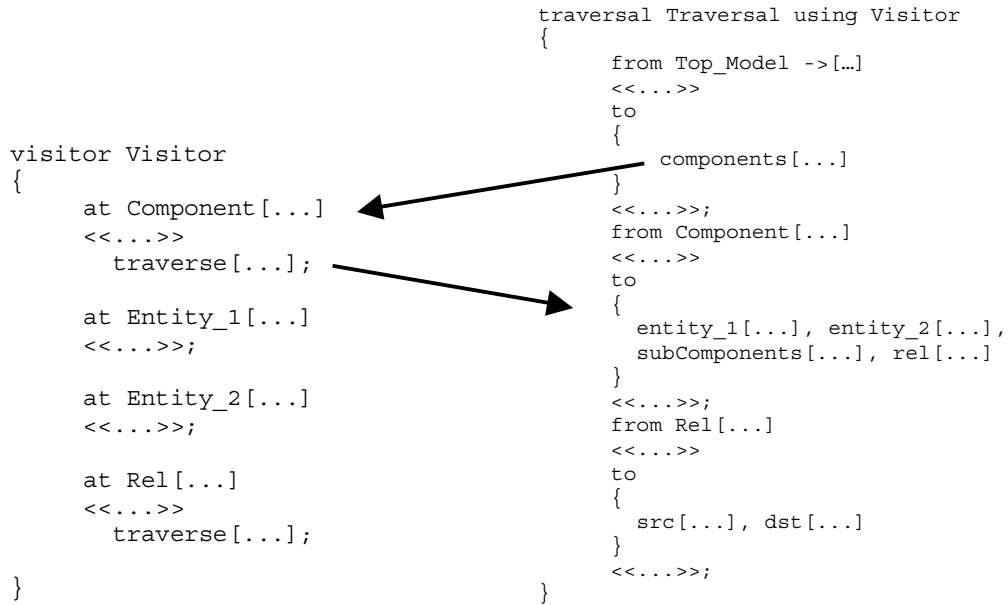 visitor Visitor
{
at Component[...]
<<...>>
traverse[...];
at Entity_1[...]
<<...>>;
at Entity_2[...]
<<...>>;
at Rel[...]
<<...>>
traverse[...];
}
traversal Traversal using Visitor
{
from Top_Model ->[…]
<<...>>
to
{
components[...]
}
<<...>>;
from Component[...]
<<...>>
to
{
entity_1[...], entity_2[...],
subComponents[...], rel[...]
}
<<...>>;
from Rel[...]
<<...>>
to
{
src[...], dst[...]
}
<<...>>;
}